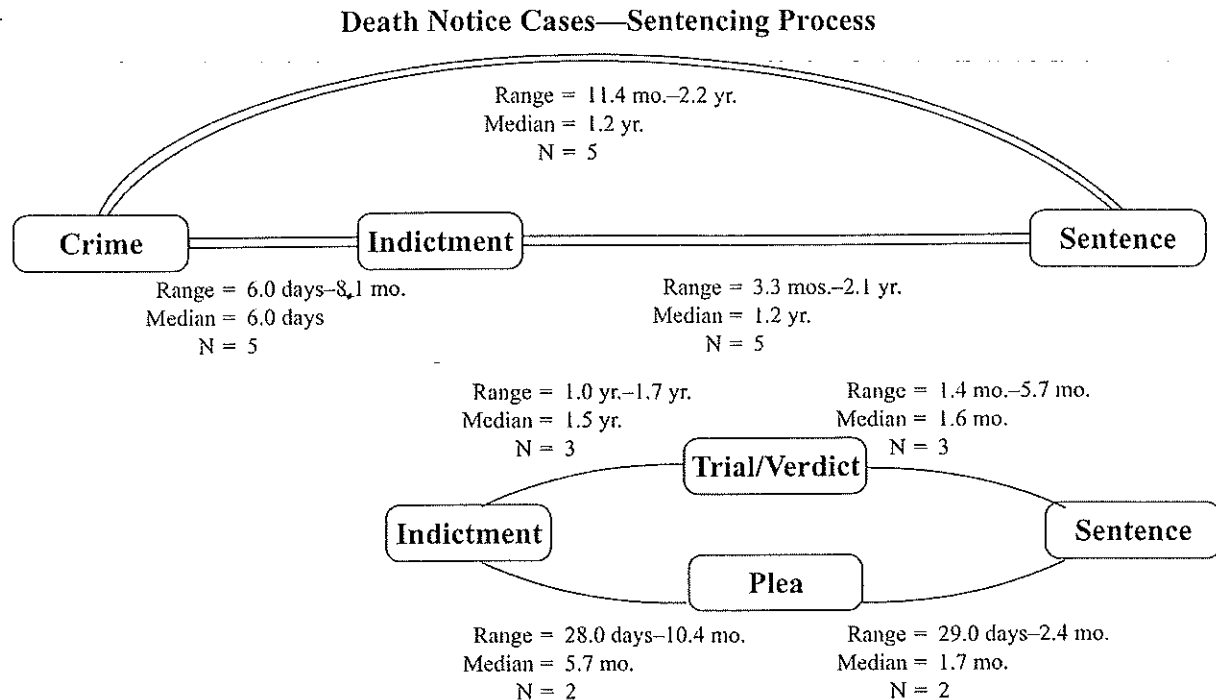 Death Notice Cases—Sentencing Process
Range = 11.4 mo.–2.2 yr.
Median = 1.2 yr.
N = 5
Crime
Indictment
Sentence
Range = 6.0 days–8.1 mo.
Median = 6.0 days
N = 5
Range = 3.3 mos.–2.1 yr.
Median = 1.2 yr.
N = 5
Range = 1.0 yr.–1.7 yr.
Median = 1.5 yr.
N = 3
Range = 1.4 mo.–5.7 mo.
Median = 1.6 mo.
N = 3
Trial/Verdict
Indictment
Sentence
Plea
Range = 28.0 days–10.4 mo.
Median = 5.7 mo.
N = 2
Range = 29.0 days–2.4 mo.
Median = 1.7 mo.
N = 2